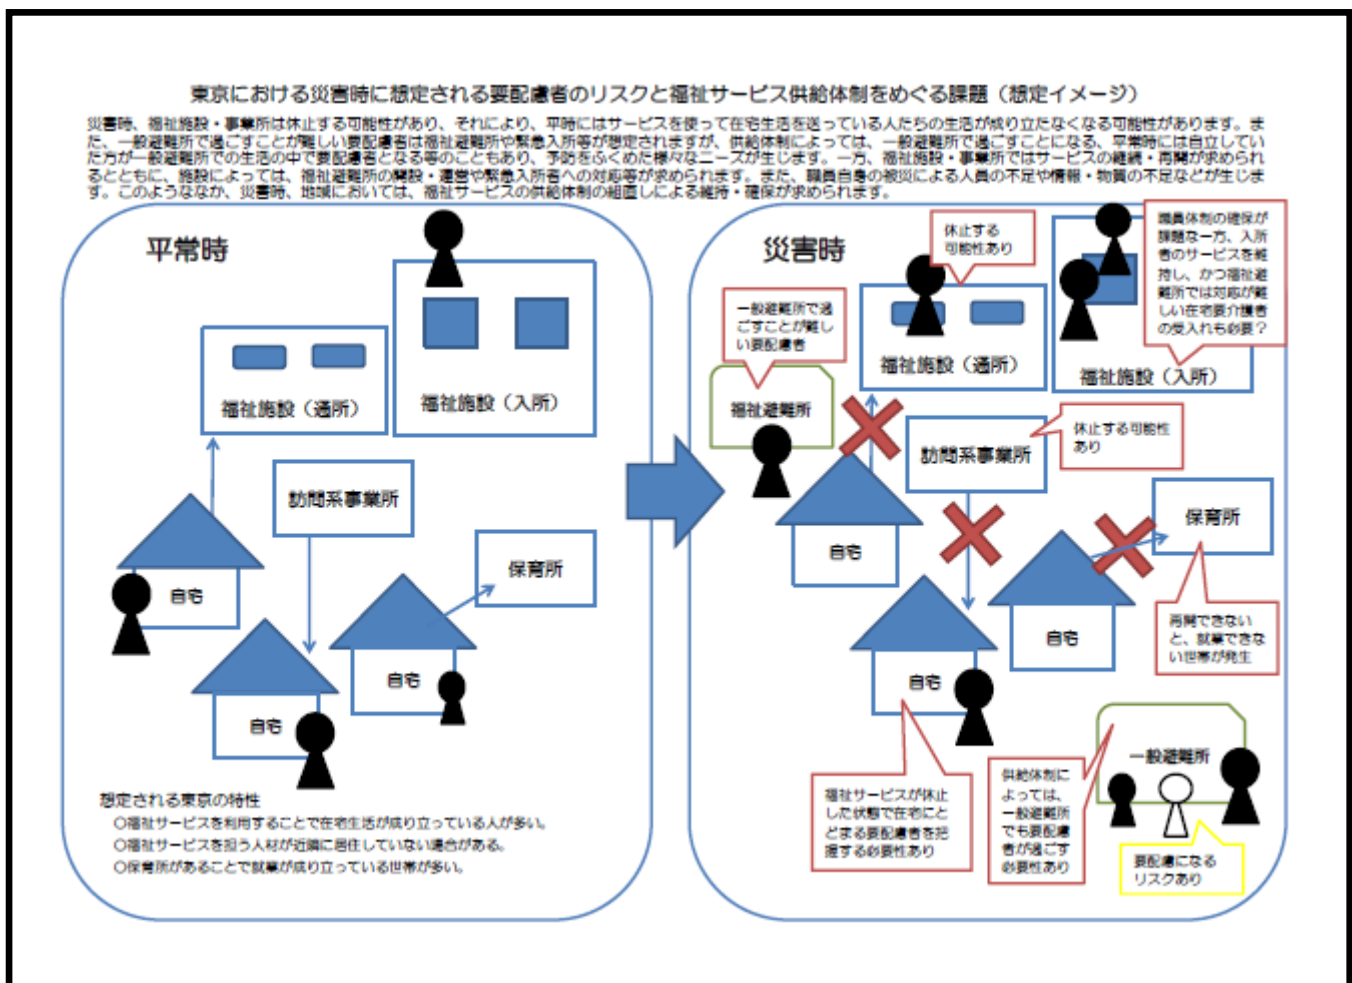 東京における災害時に想定される要配慮者のリスクと福祉サービス供給体制をめぐる課題（想定イメージ）
災害時、福祉施設・事業所は休止する可能性があり、それにより、平時にはサービスを使って在宅生活を送っている人たちの生活が成り立たなくなる可能性があります。ま
た、一般避難所で過ごすことが難しい要配慮者は福祉避難所や緊急入所等が想定されますが、供給体制によっては、一般避難所で過ごすことになる、平常時には自立してい
た方が一般避難所での生活の中で要配慮者となる等のこともあり、予防をふくめた様々なニーズが生じます。一方、福祉施設・事業所ではサービスの継続・再開が求められ
るとともに、施設によっては、福祉避難所の開設・運営や緊急入所者への対応等が求められます。また、職員自身の被災による人員の不足や情報・物資の不足などが生じま
す。このようななか、災害時、地域においては、福祉サービスの供給体制の組直しによる維持・確保が求められます。
平常時
福祉施設（通所）
福祉施設（入所）
訪問系事業所
保育所
自宅
自宅
自宅
想定される東京の特性
○福祉サービスを利用することで在宅生活が成り立っている人が多い。
○福祉サービスを担う人材が近隣に居住していない場合がある。
○保育所があることで就業が成り立っている世帯が多い。
災害時
休止する
可能性あり
職員体制の確保が
課題な一方、入所
者のサービスを維
持し、かつ福祉避
難所では対応が難
しい在宅要介護者
の受入れも必要？
一般避難所で過
ごすことが難し
い要配慮者
福祉施設（通所）
福祉施設（入所）
福祉避難所
訪問系事業所
休止する可能性
あり
保育所
自宅
自宅
自宅
再開できない
と、就業できな
い世帯が発生
一般避難所
福祉サービスが休止
した状態で在宅にと
どまる要配慮者を把
握する必要性あり
供給体制に
よっては、
一般避難所
でも要配慮
者が過ごす
必要性あり
要配慮になる
リスクあり